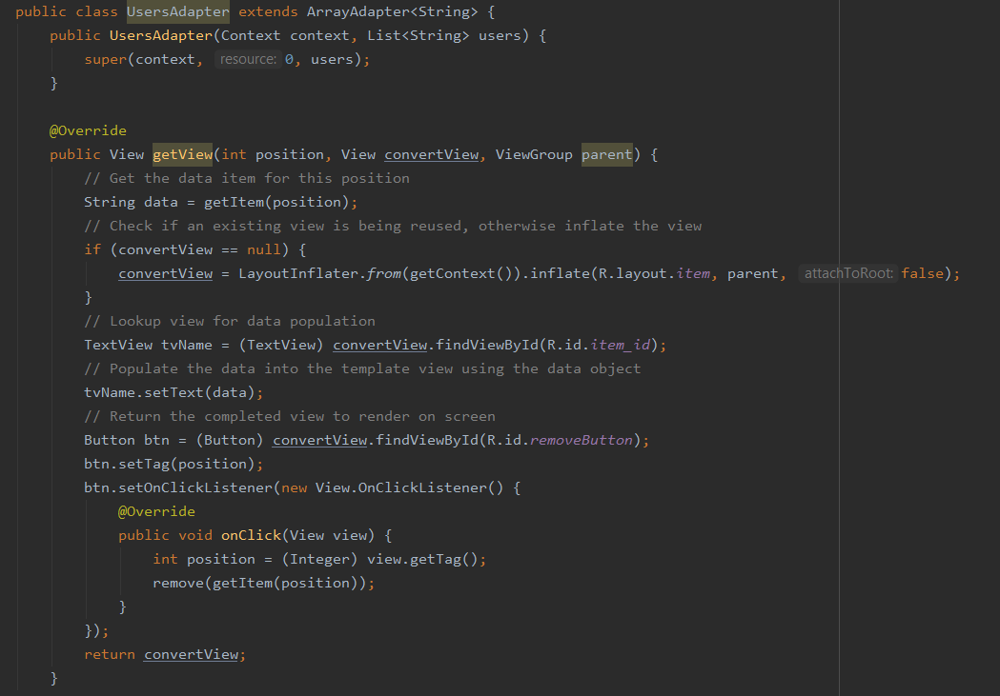 public class UsersAdapter extends ArrayAdapter<String> {
    public UsersAdapter(Context context, List<String> users) {
        super(context, resource: 0, users);
    }

    @Override
    public View getView(int position, View convertView, ViewGroup parent) {
        // Get the data item for this position
        String data = getItem(position);
        // Check if an existing view is being reused, otherwise inflate the view
        if (convertView == null) {
            convertView = LayoutInflater.from(getContext()).inflate(R.layout.item, parent, attachToRoot: false);
        }
        // Lookup view for data population
        TextView tvName = (TextView) convertView.findViewById(R.id.item_id);
        // Populate the data into the template view using the data object
        tvName.setText(data);
        // Return the completed view to render on screen
        Button btn = (Button) convertView.findViewById(R.id.removeButton);
        btn.setTag(position);
        btn.setOnClickListener(new View.OnClickListener() {
            @Override
            public void onClick(View view) {
                int position = (Integer) view.getTag();
                remove(getItem(position));
            }
        });
        return convertView;
    }